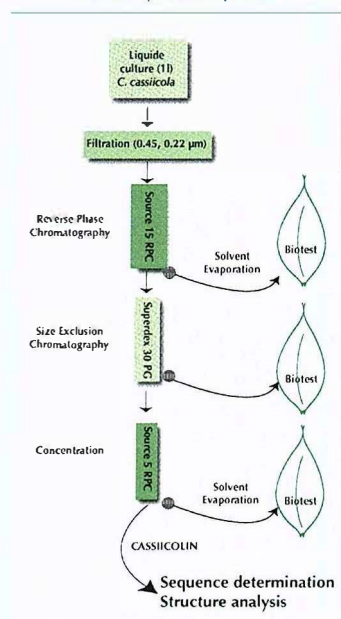 Liquide
culture (1l)
C. cassiicola
Filtration (0.45, 0.22 µm)
Reverse Phase
Chromatography
Source 15 RPC
Solvent
Evaporation
Biotest
Size Exclusion
Chromatography
Superdex 30 PG
Biotest
Concentration
Source 5 RPC
Solvent
Evaporation
Biotest
CASSIICOLIN
Sequence determination
Structure analysis